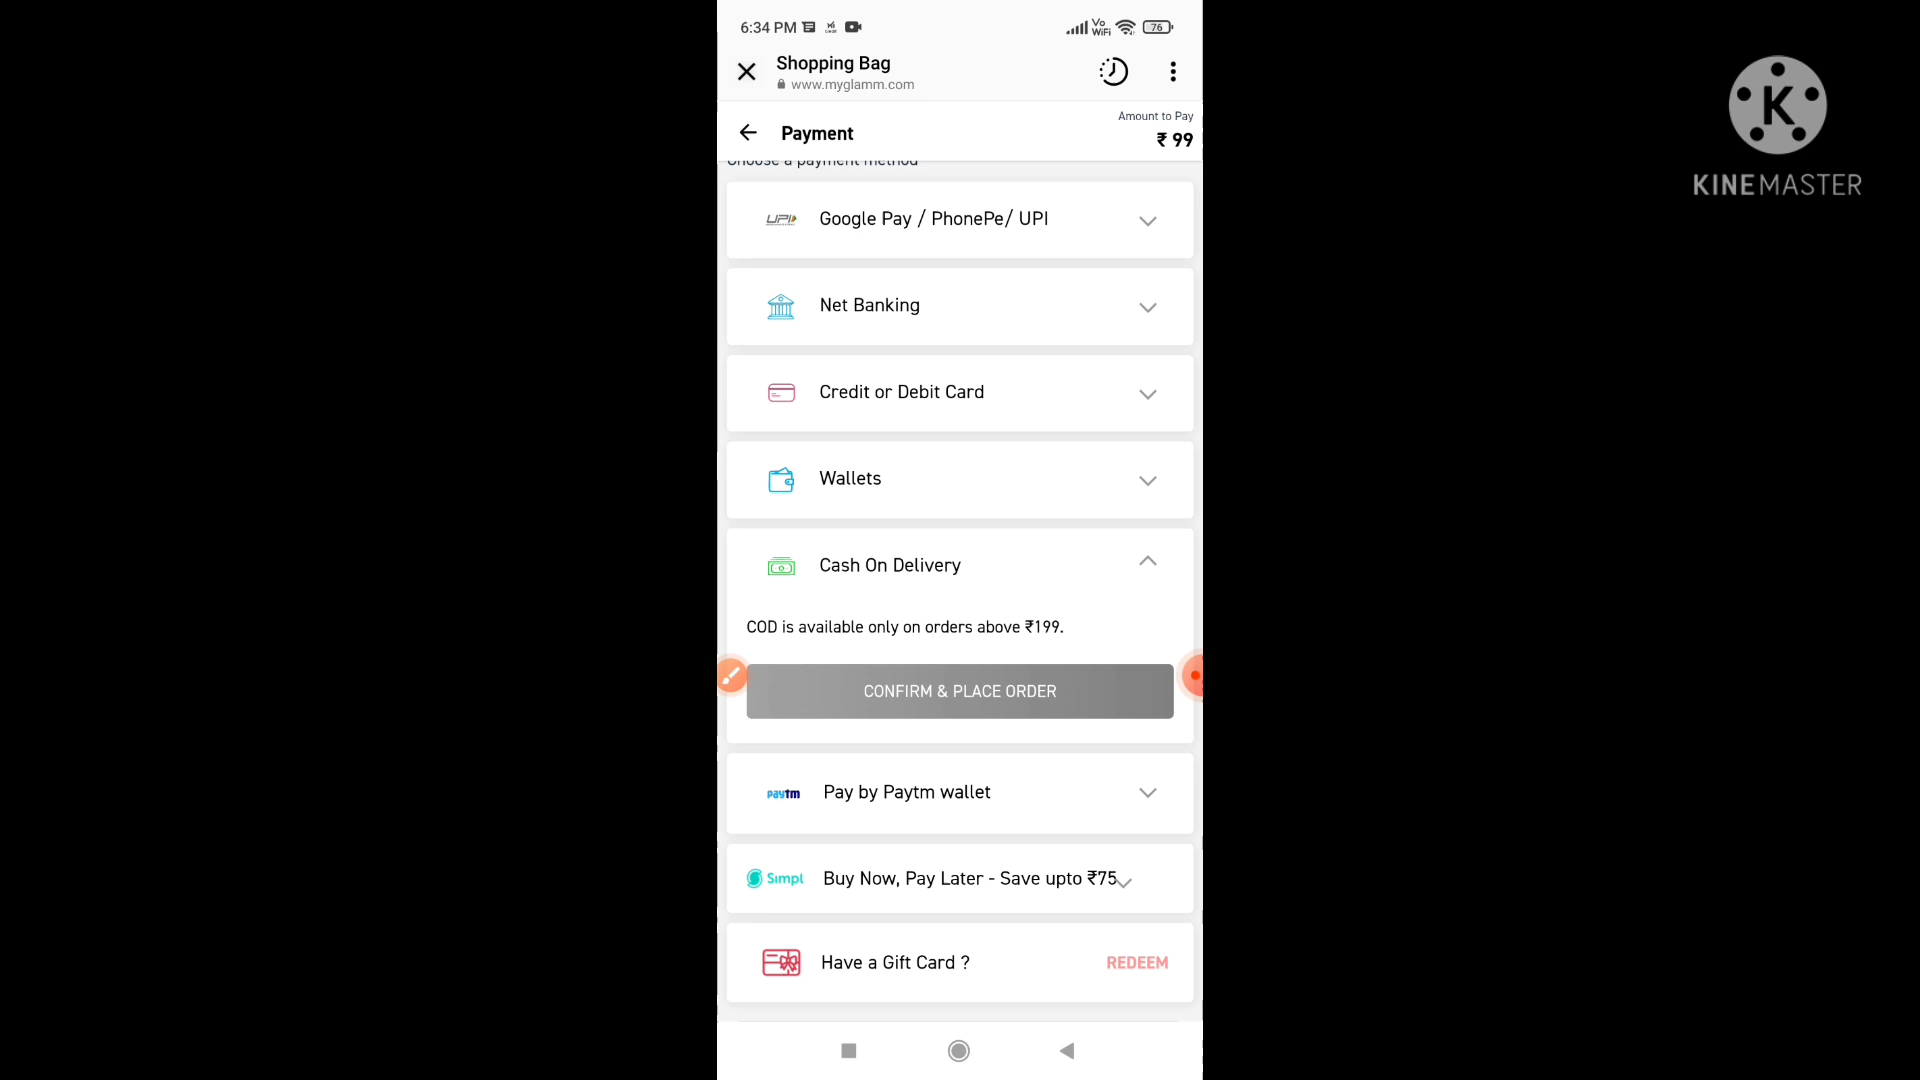 6:34 PM
Vo
WiFi
76
Shopping Bag
www.myglamm.com
Amount to Pay
₹ 99
Payment
Choose a payment method
UPI
Google Pay / PhonePe/ UPI
Net Banking
Credit or Debit Card
Wallets
Cash On Delivery
COD is available only on orders above ₹199.
CONFIRM & PLACE ORDER
paytm
Pay by Paytm wallet
Simpl
Buy Now, Pay Later - Save upto ₹75
Have a Gift Card ?
REDEEM
K
KINEMASTER